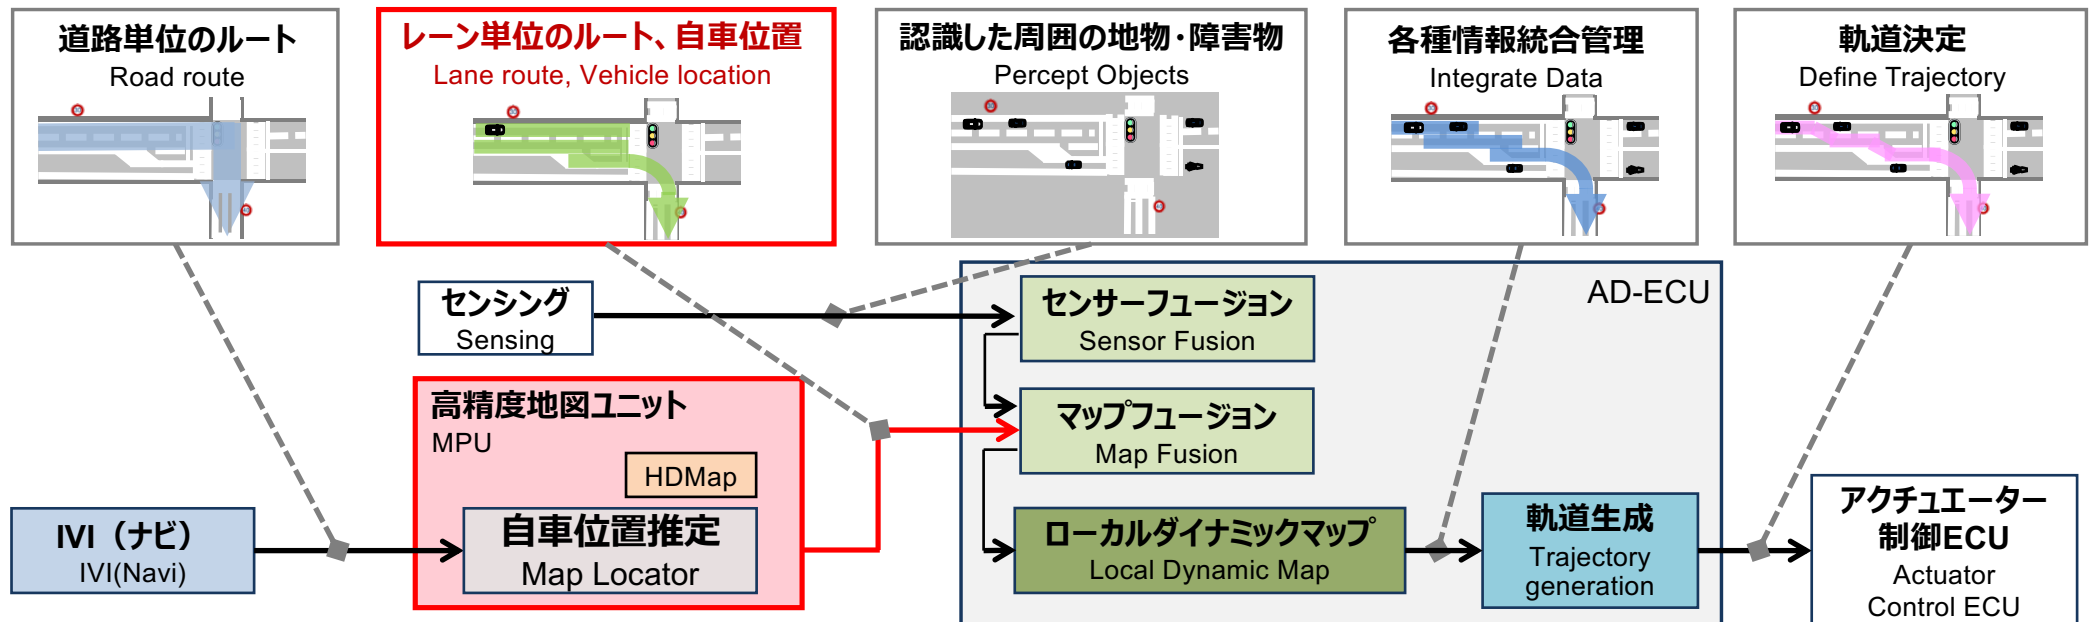 道路単位のルート
Road route
レーン単位のルート、自車位置
Lane route, Vehicle location
認識した周囲の地物・障害物
Percept Objects
各種情報統合管理
Integrate Data
軌道決定
Define Trajectory
センシング
Sensing
AD-ECU
センサーフュージョン
Sensor Fusion
高精度地図ユニット
MPU
マップフュージョン
Map Fusion
HDMap
IVI（ナビ）
IVI(Navi)
自車位置推定
Map Locator
ローカルダイナミックマップ
Local Dynamic Map
軌道生成
Trajectory
generation
アクチュエーター
制御ECU
Actuator
Control ECU